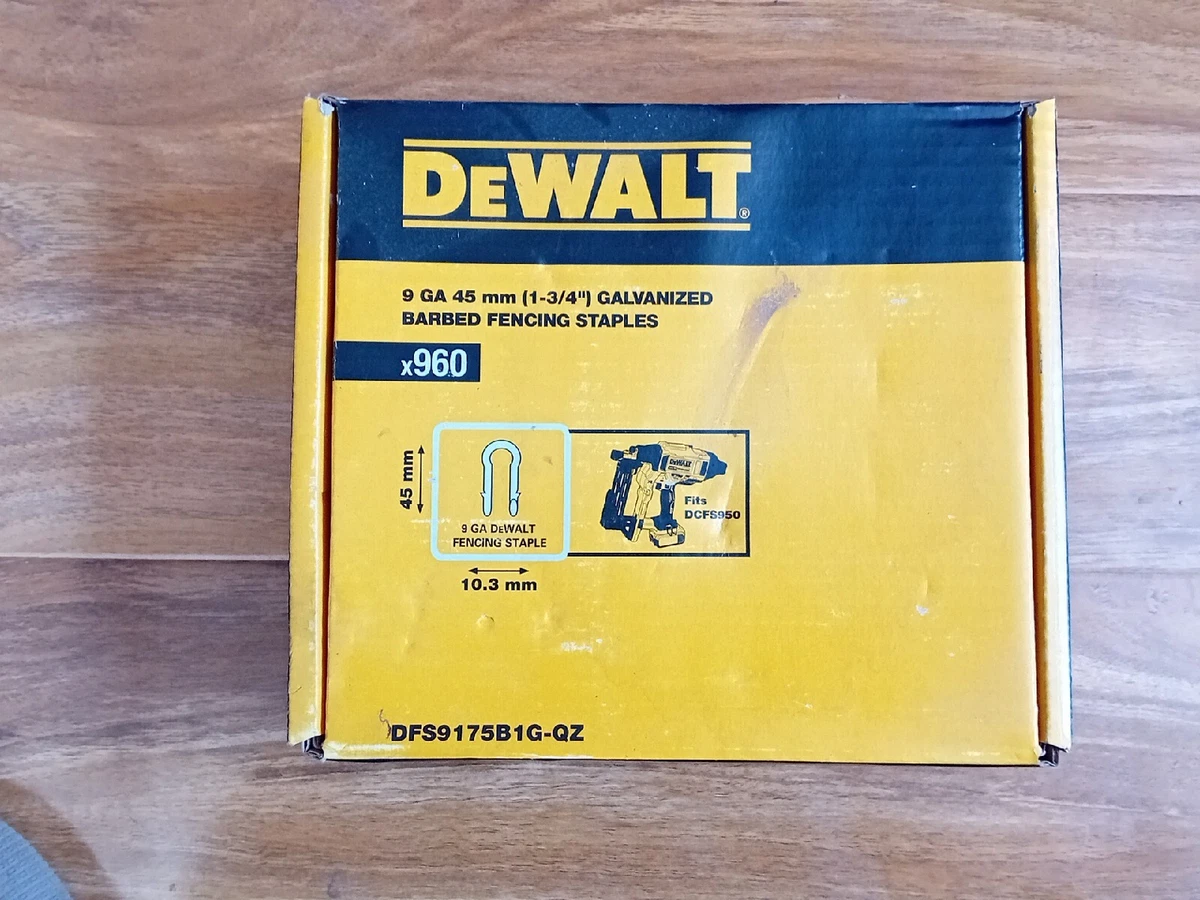 DEWALT®
9 GA 45 mm (1-3/4") GALVANIZED
BARBED FENCING STAPLES
x960
45 mm
9 GA DEWALT
FENCING STAPLE
10.3 mm
DEWALT
Fits
DCFS950
DFS9175B1G-QZ